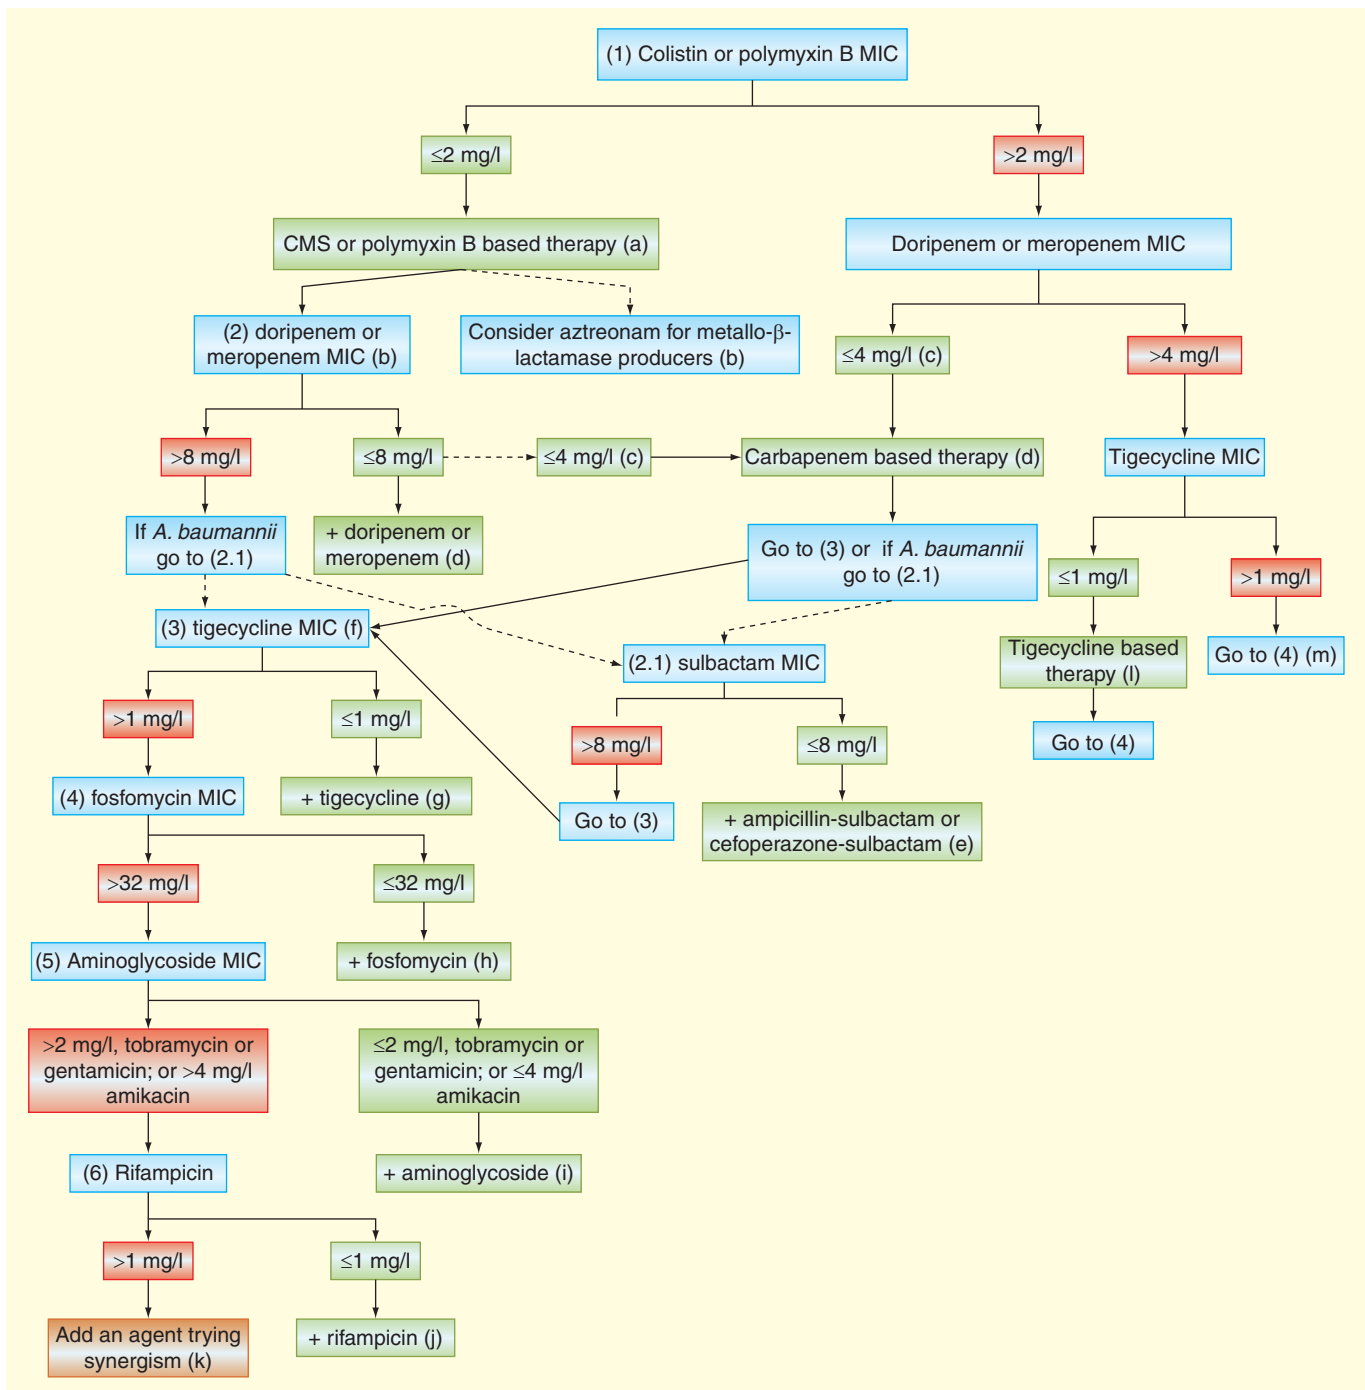 (1) Colistin or polymyxin B MIC
≤2 mg/l
>2 mg/l
CMS or polymyxin B based therapy (a)
Doripenem or meropenem MIC
(2) doripenem or
meropenem MIC (b)
Consider aztreonam for metallo-β-
lactamase producers (b)
≤4 mg/l (c)
>4 mg/l
>8 mg/l
≤8 mg/l
≤4 mg/l (c)
Carbapenem based therapy (d)
Tigecycline MIC
If A. baumannii
go to (2.1)
+ doripenem or
meropenem (d)
Go to (3) or if A. baumannii
go to (2.1)
≤1 mg/l
>1 mg/l
(3) tigecycline MIC (f)
(2.1) sulbactam MIC
Tigecycline based
therapy (l)
Go to (4) (m)
>1 mg/l
≤1 mg/l
>8 mg/l
≤8 mg/l
Go to (4)
(4) fosfomycin MIC
+ tigecycline (g)
Go to (3)
+ ampicillin-sulbactam or
cefoperazone-sulbactam (e)
>32 mg/l
≤32 mg/l
(5) Aminoglycoside MIC
+ fosfomycin (h)
>2 mg/l, tobramycin or
gentamicin; or >4 mg/l
amikacin
≤2 mg/l, tobramycin or
gentamicin; or ≤4 mg/l
amikacin
(6) Rifampicin
+ aminoglycoside (i)
>1 mg/l
≤1 mg/l
Add an agent trying
synergism (k)
+ rifampicin (j)